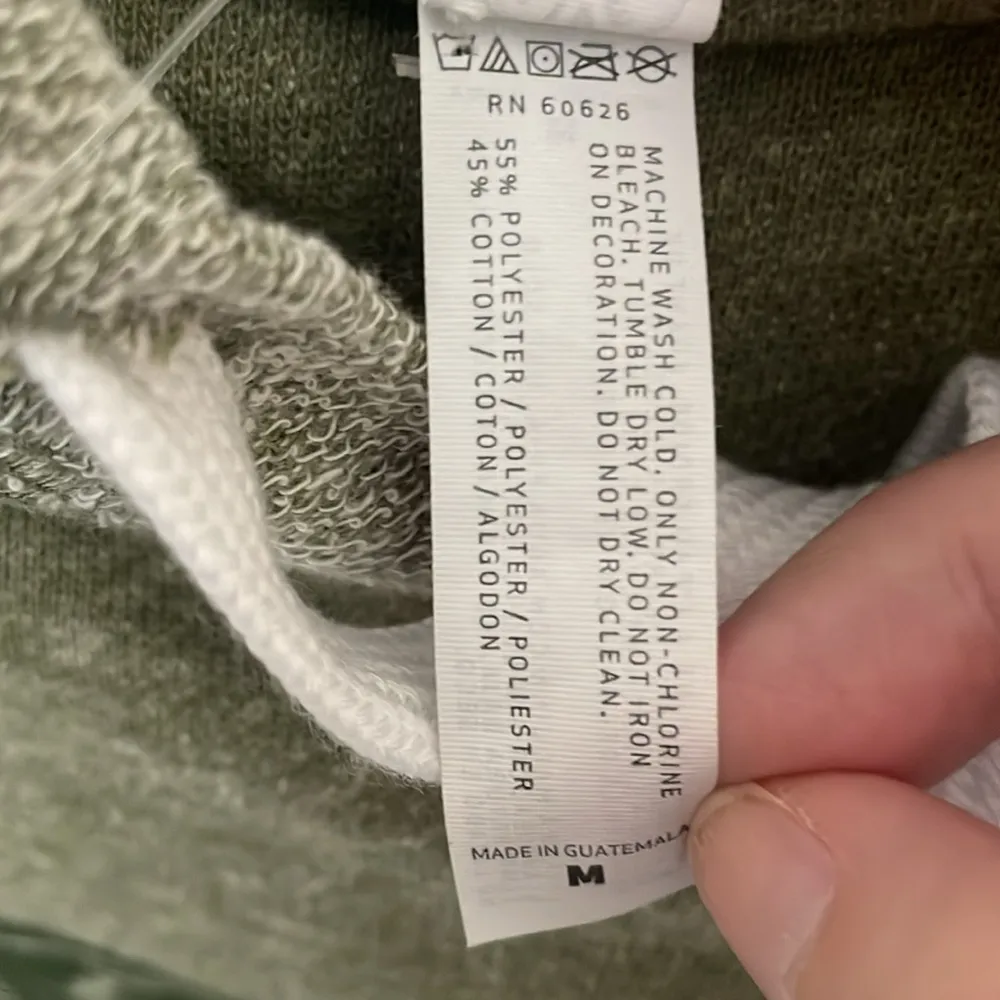 RN 60626
MACHINE WASH COLD, ONLY NON-CHLORINE
BLEACH. TUMBLE DRY LOW. DO NOT IRON
ON DECORATION. DO NOT DRY CLEAN.
55% POLYESTER / POLYESTER / POLIESTER
45% COTTON / COTON / ALGODON
MADE IN GUATEMALA
M